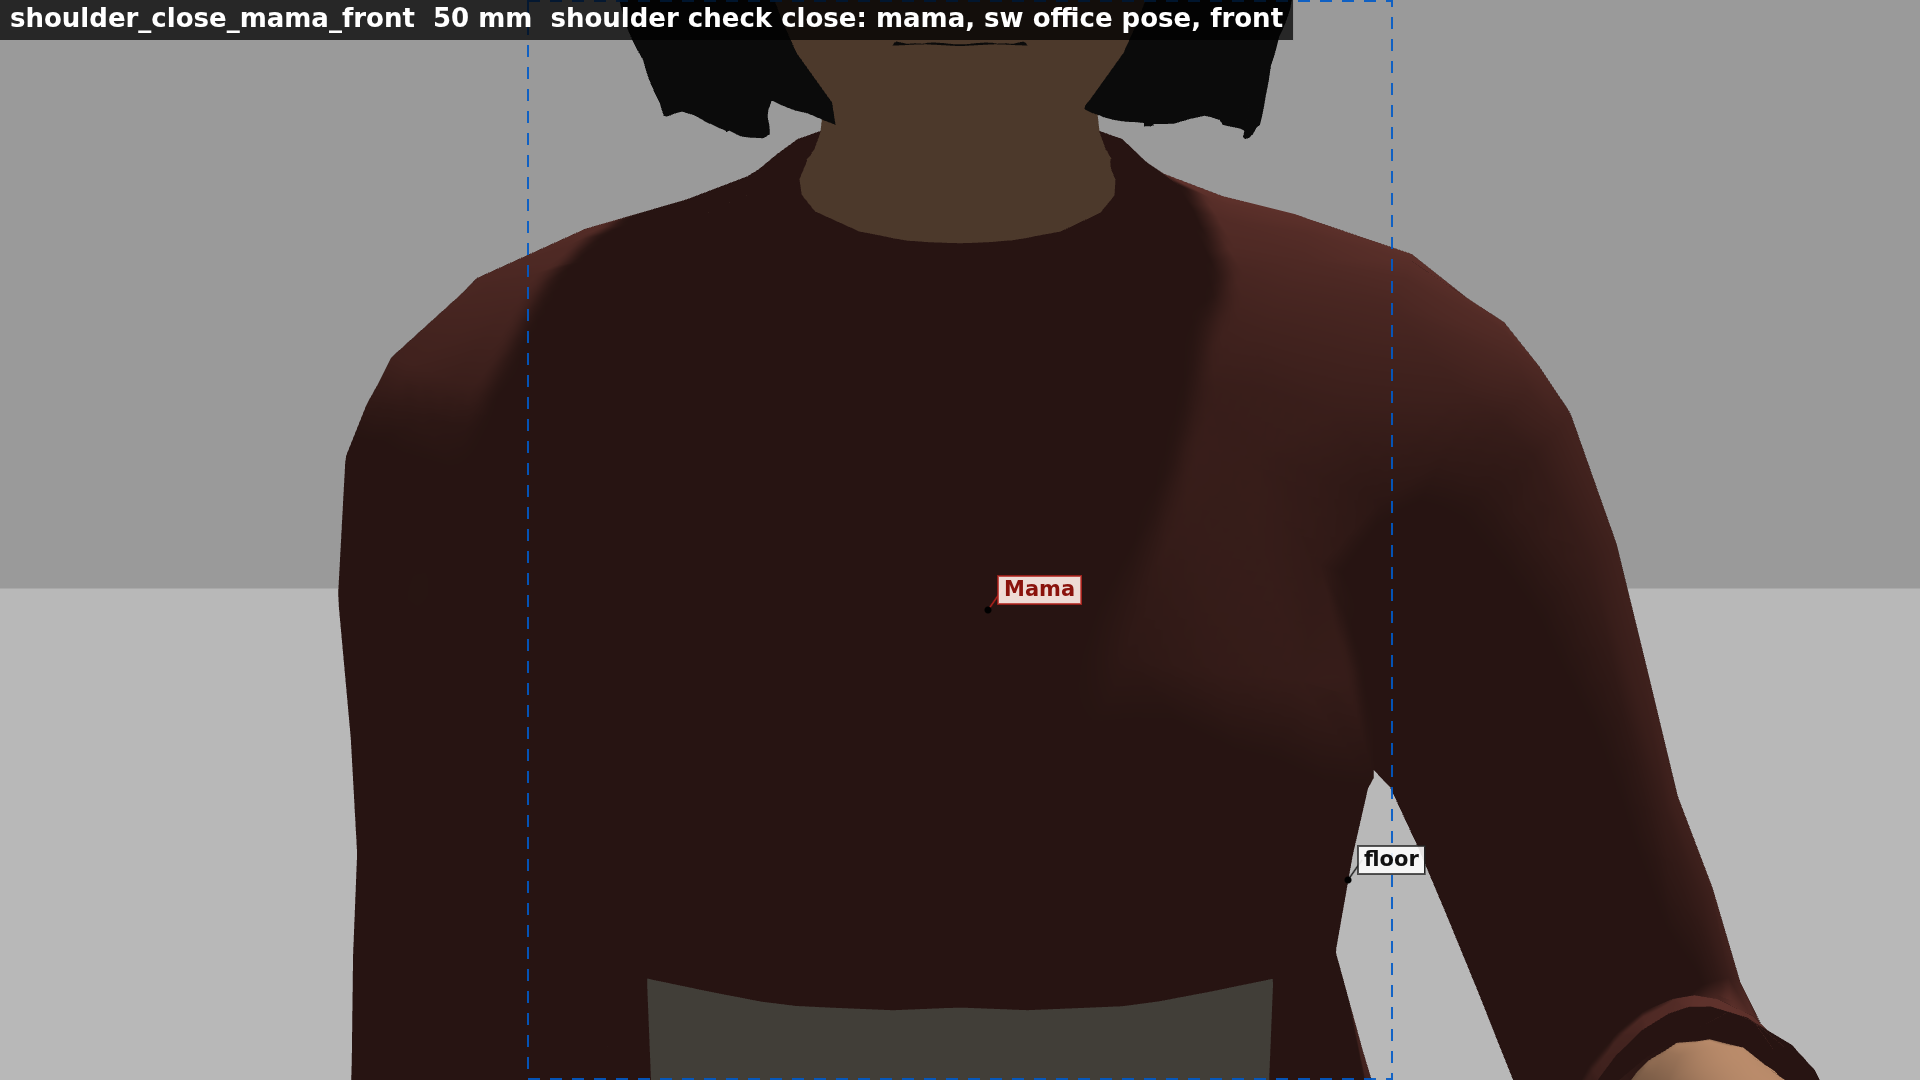 shoulder_close_mama_front  50 mm  shoulder check close: mama, sw office pose, front
Mama
floor